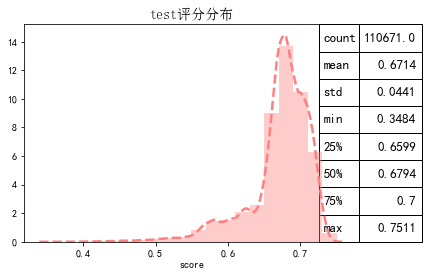 test评分分布
count 110671.0
mean 0.6714
std 0.0441
min 0.3484
25% 0.6599
50% 0.6794
75% 0.7
max 0.7511
14
12
10
8
6
4
2
0
0.4 0.5 0.6 0.7
score